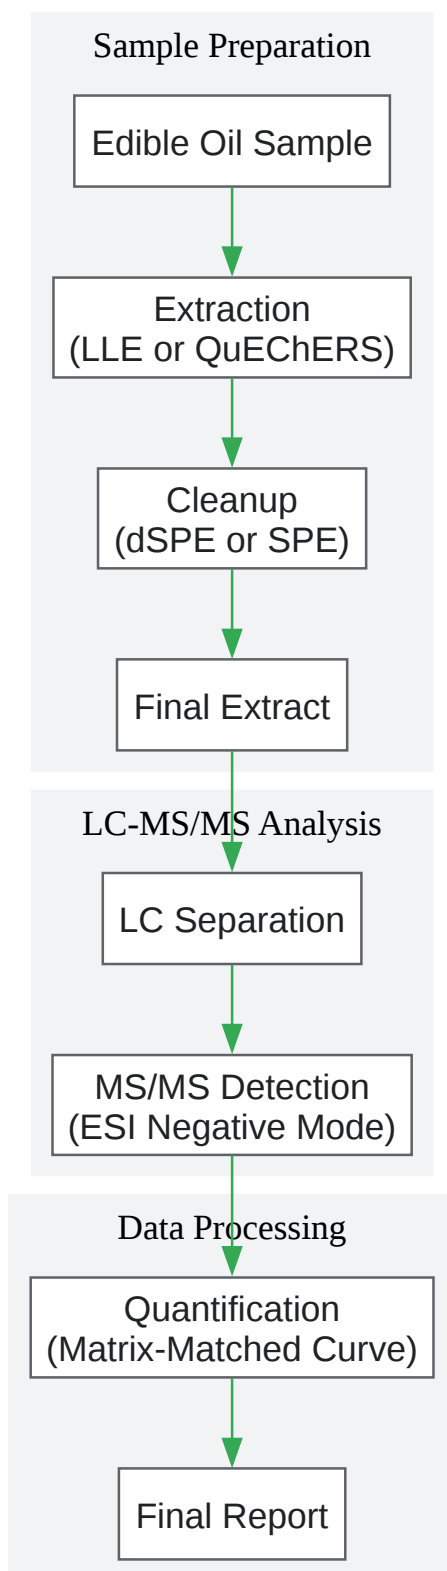 Sample Preparation
Edible Oil Sample
Extraction
(LLE or QuEChERS)
Cleanup
(dSPE or SPE)
Final Extract
LC-MS/MS Analysis
LC Separation
MS/MS Detection
(ESI Negative Mode)
Data Processing
Quantification
(Matrix-Matched Curve)
Final Report